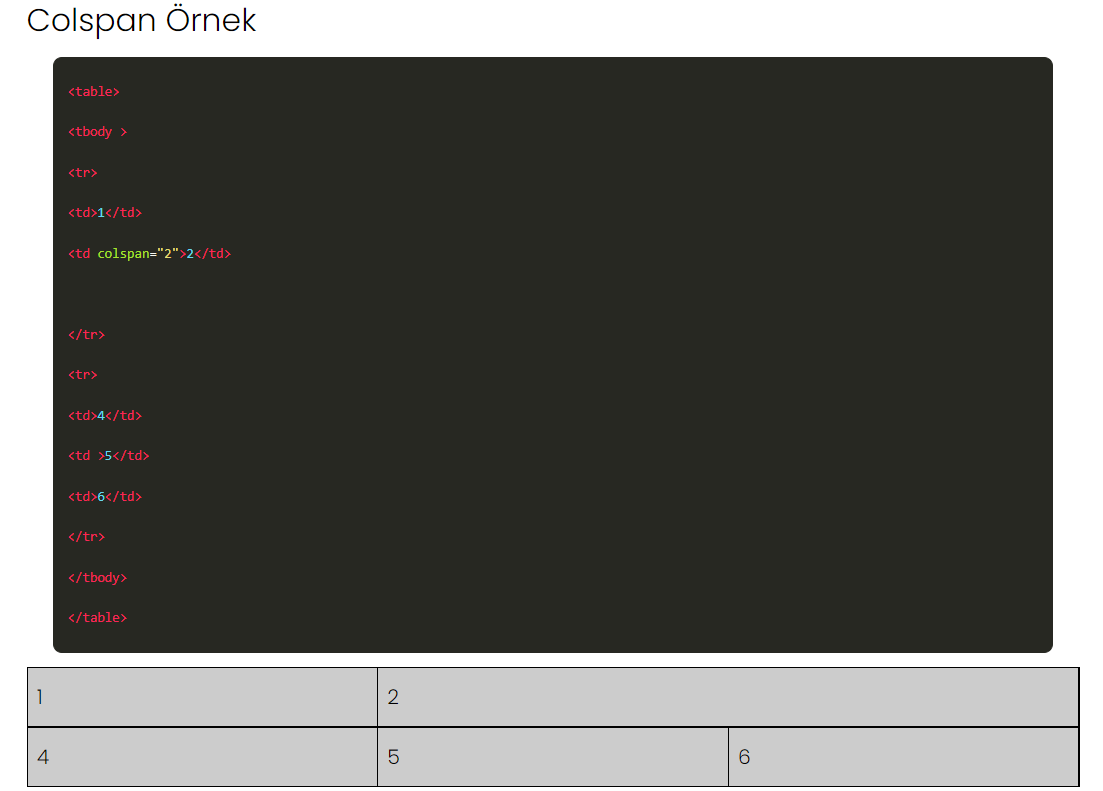 Colspan Örnek
<table>
<tbody >
<tr>
<td>1</td>
<td colspan="2">2</td>
</tr>
<tr>
<td>4</td>
<td >5</td>
<td>6</td>
</tr>
</tbody>
</table>
1 2
4 5 6